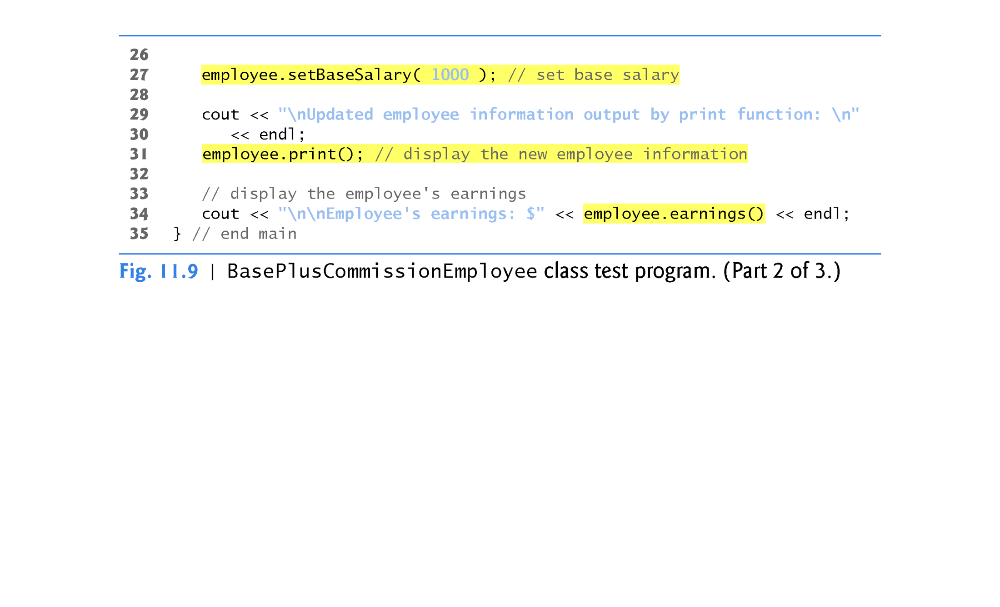 26
27 employee.setBaseSalary( 1000 ); // set base salary
28
29 cout << "\nUpdated employee information output by print function: \n"
30 << endl;
31 employee.print(); // display the new employee information
32
33 // display the employee's earnings
34 cout << "\n\nEmployee's earnings: $" << employee.earnings() << endl;
35 } // end main
Fig. 11.9 | BasePlusCommissionEmployee class test program. (Part 2 of 3.)